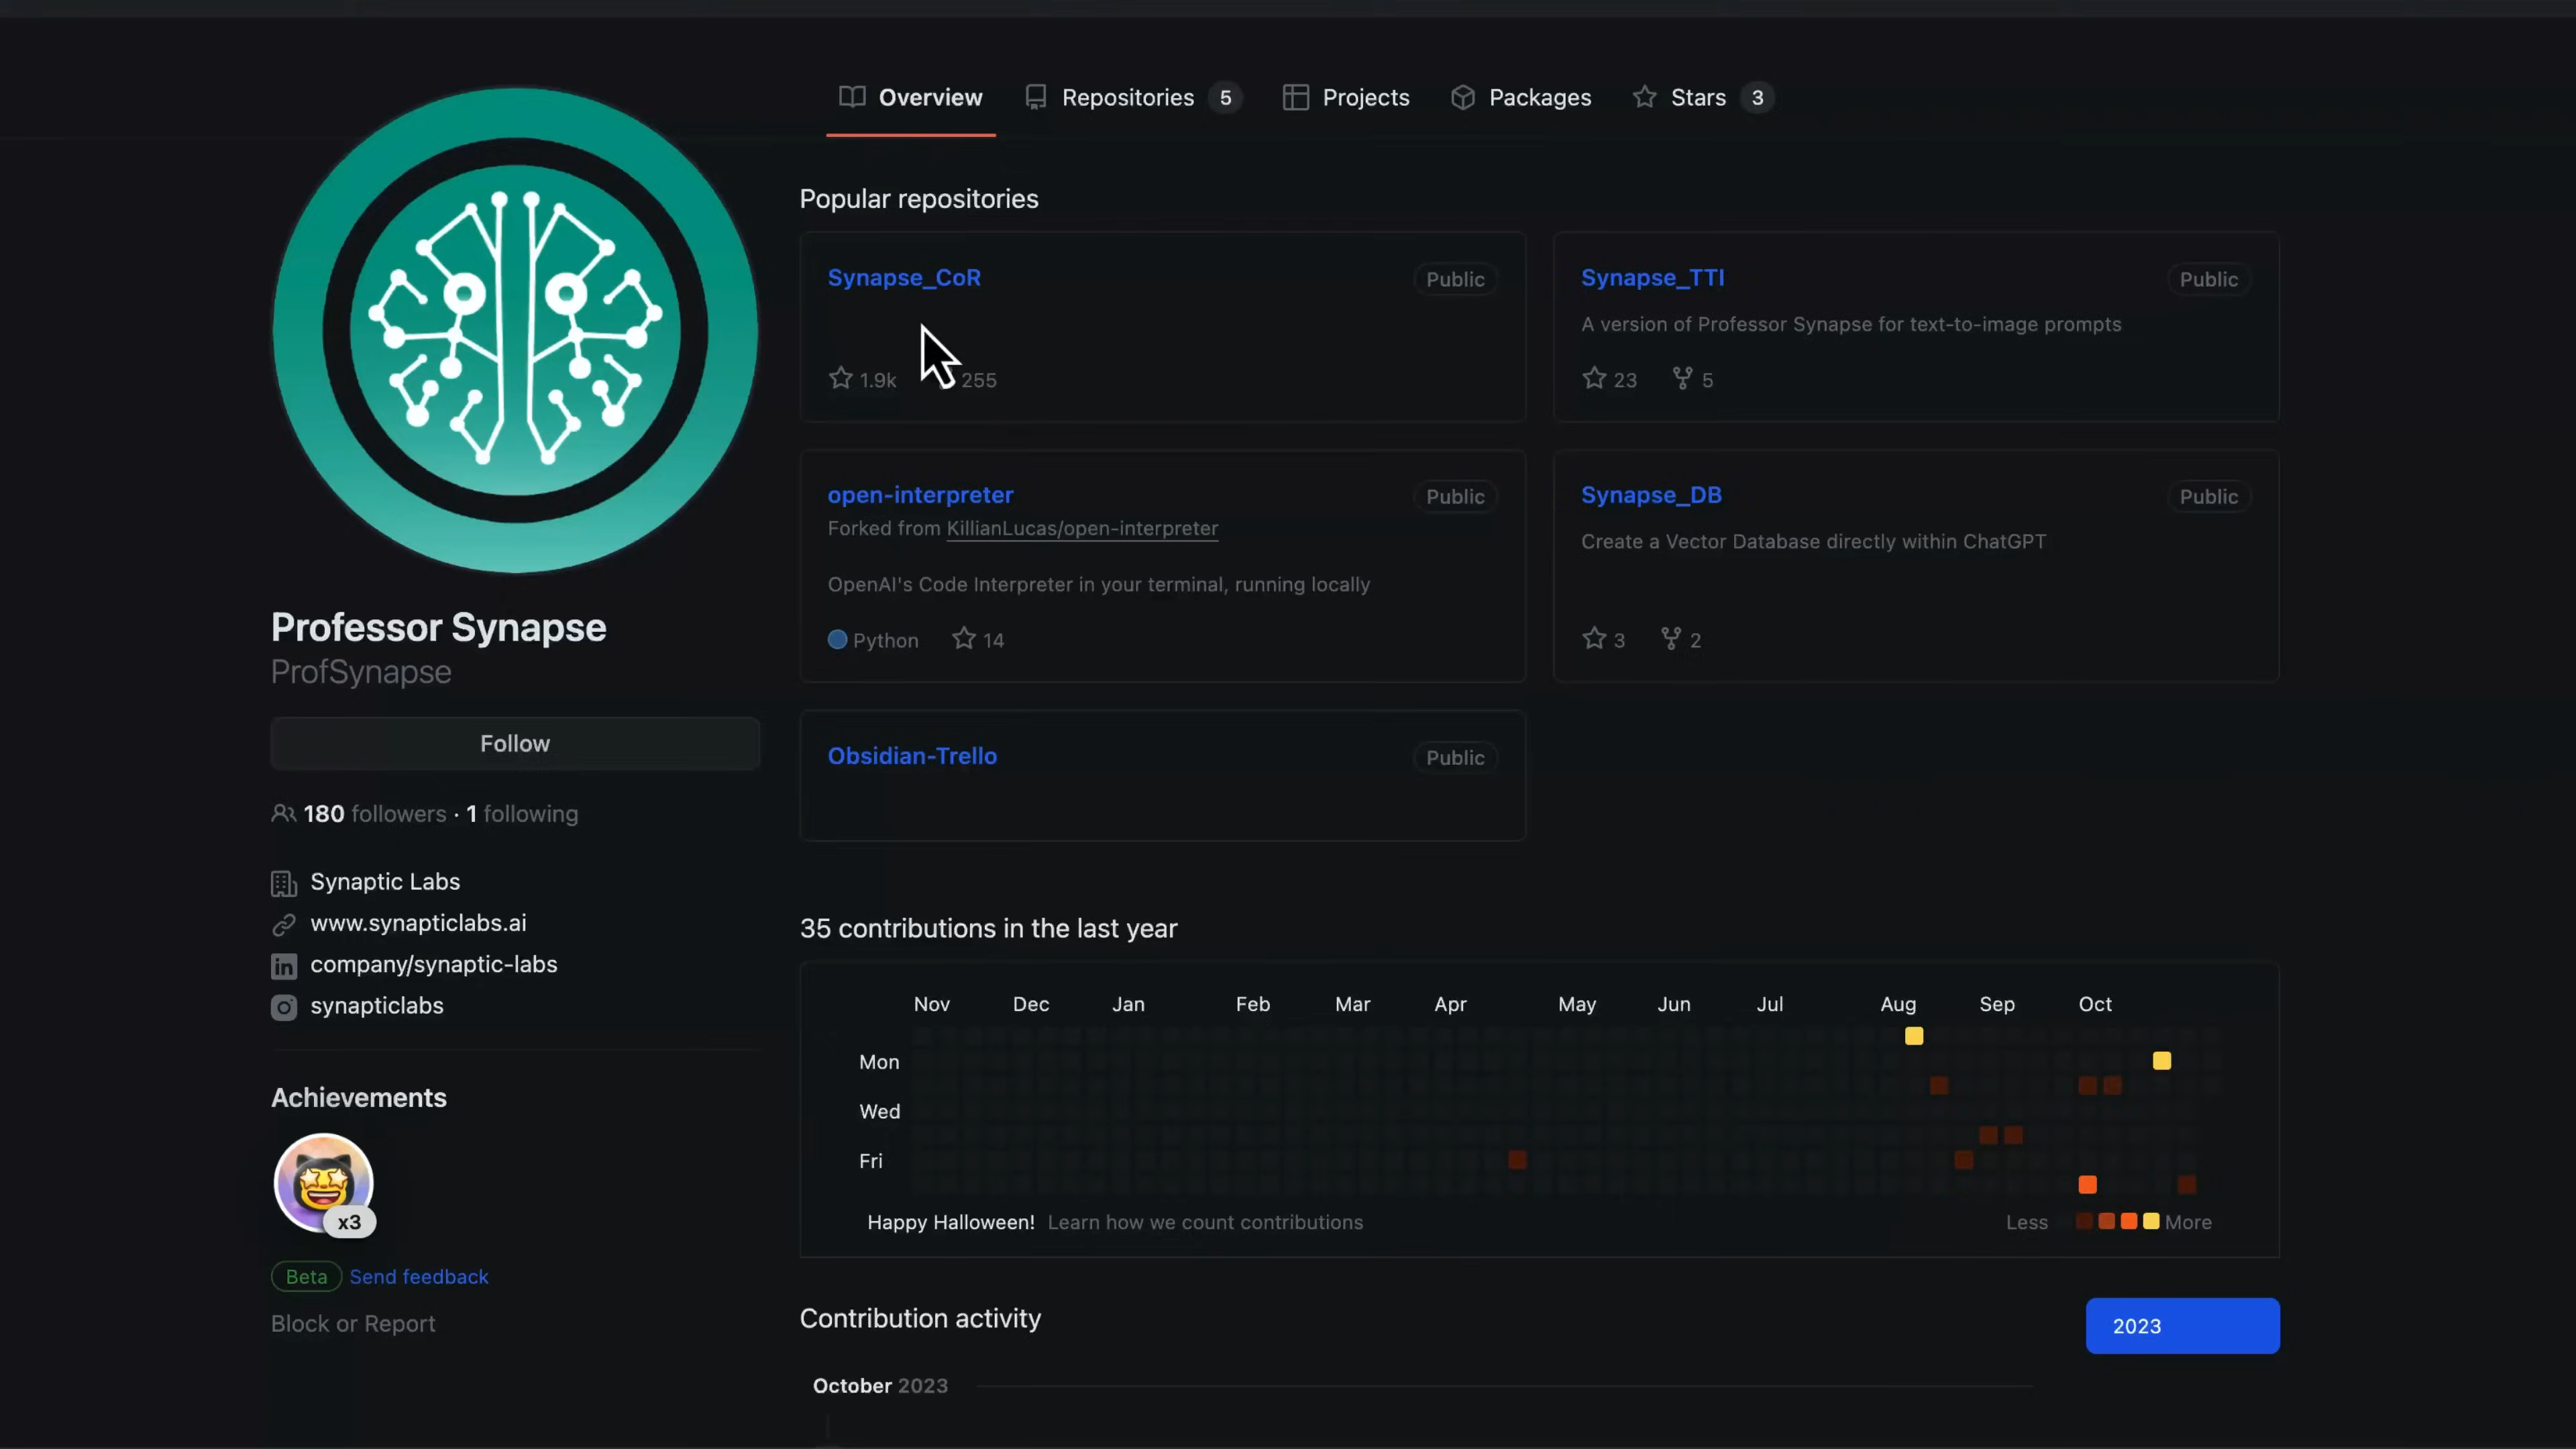 Overview Repositories 5 Projects Packages Stars 3
Professor Synapse
ProfSynapse
Follow
180 followers · 1 following
Synaptic Labs
www.synapticlabs.ai
company/synaptic-labs
synapticlabs
Achievements
x3
Beta Send feedback
Block or Report
Popular repositories
Synapse_CoR Public
1.9k 255
Synapse_TTI Public
A version of Professor Synapse for text-to-image prompts
23 5
open-interpreter Public
Forked from KillianLucas/open-interpreter
OpenAI's Code Interpreter in your terminal, running locally
Python 14
Synapse_DB Public
Create a Vector Database directly within ChatGPT
3 2
Obsidian-Trello Public
35 contributions in the last year
Nov Dec Jan Feb Mar Apr May Jun Jul Aug Sep Oct
Mon
Wed
Fri
Happy Halloween! Learn how we count contributions Less More
Contribution activity
2023
October 2023